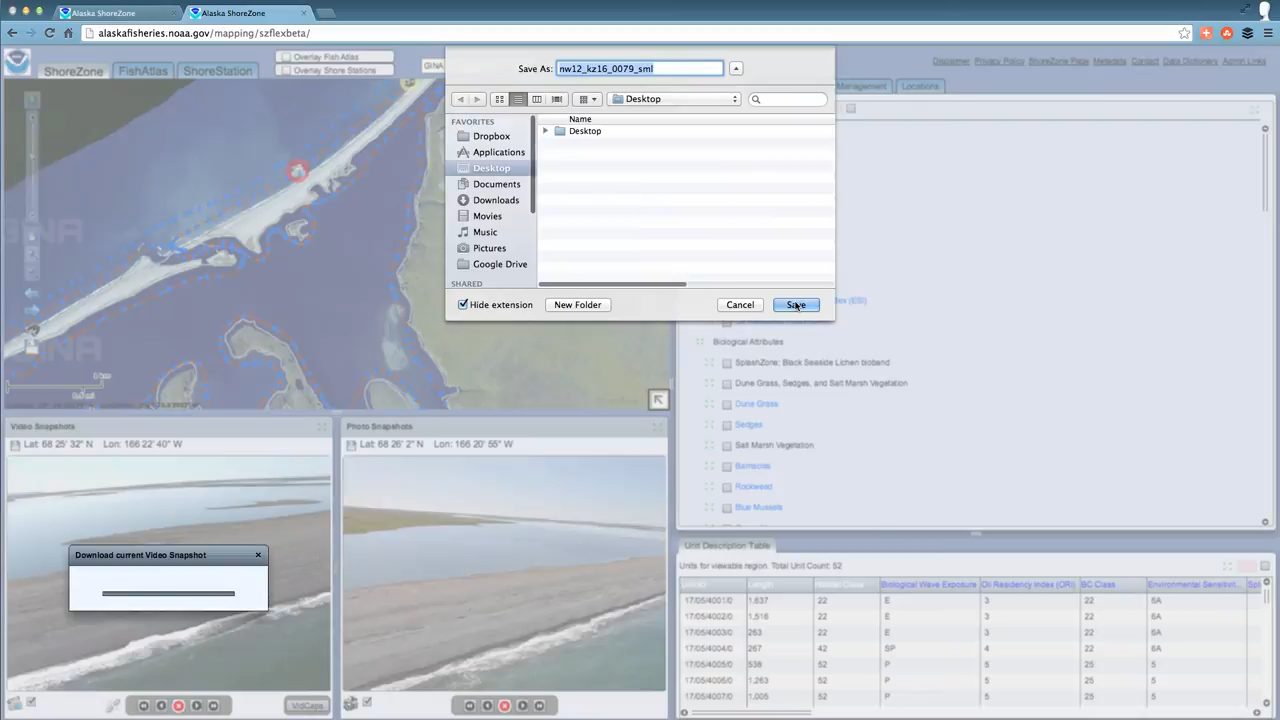 Alaska ShoreZone
Alaska ShoreZone
alaskafisheries.noaa.gov/mapping/szflexbeta/
ShoreZone
FishAtlas
ShoreStation
Overlay Fish Atlas
Overlay Shore Stations
GINA
Disclaimer Privacy Policy ShoreZone Page Metadata Contact Data Dictionary Admin Links
Management
Locations
Save As: nw12_kz16_0079_sml
Desktop
FAVORITES
Dropbox
Applications
Desktop
Documents
Downloads
Movies
Music
Pictures
Google Drive
SHARED
Name
Desktop
Hide extension
New Folder
Cancel
Save
(ESI)
Biological Attributes
SplashZone; Black Seaside Lichen bioband
Dune Grass, Sedges, and Salt Marsh Vegetation
Dune Grass
Sedges
Salt Marsh Vegetation
Barnacles
Rockweed
Blue Mussels
GINA
GINA
Video Snapshots
Lat: 68 25' 32" N Lon: 166 22' 40" W
Photo Snapshots
Lat: 68 26' 2" N Lon: 166 20' 55" W
Download current Video Snapshot
VidCaps
Unit Description Table
Units for viewable region. Total Unit Count: 52
Length Habitat Class Biological Wave Exposure Oil Residency Index (ORI) BC Class Environmental Sensitivit...
17/05/4001/0 1,637 22 E 3 22 6A
17/05/4002/0 1,516 22 E 3 22 6A
17/05/4003/0 263 22 E 3 22 6A
17/05/4004/0 267 42 SP 4 22 6A
17/05/4005/0 538 52 P 5 25 5
17/05/4006/0 1,263 52 P 5 25 5
17/05/4007/0 1,005 52 P 5 25 5